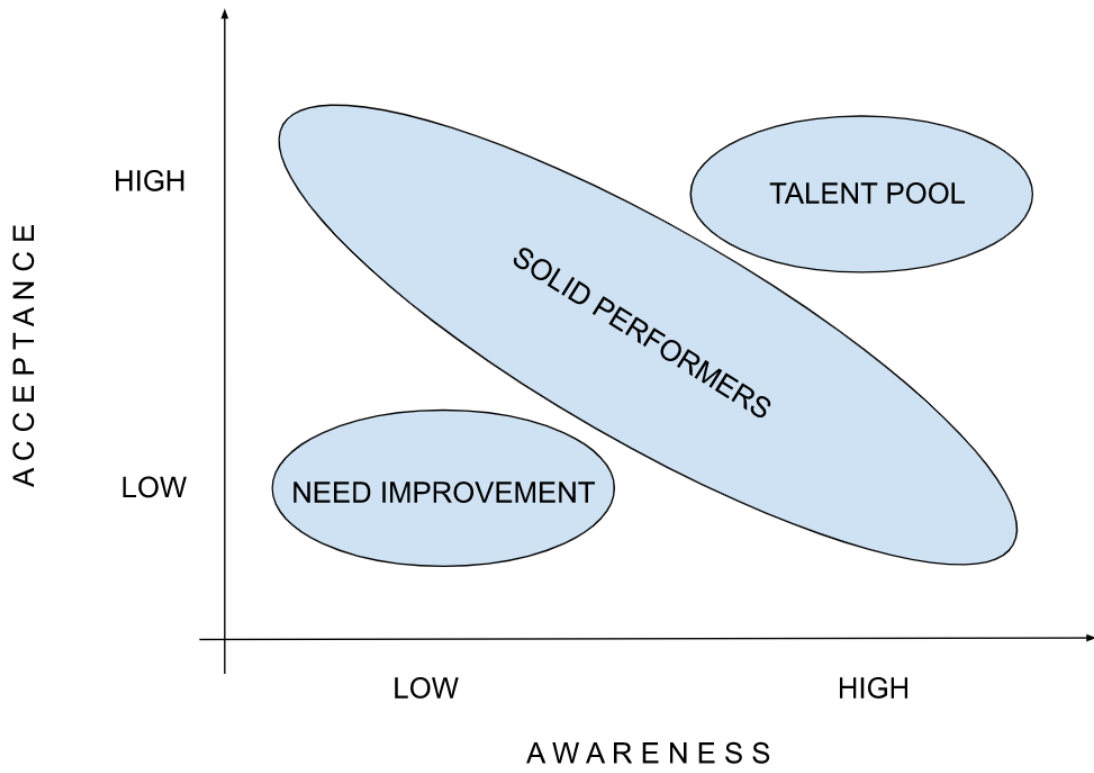 HIGH
TALENT POOL
SOLID PERFORMERS
ACCEPTANCE
LOW
NEED IMPROVEMENT
LOW
HIGH
AWARENESS